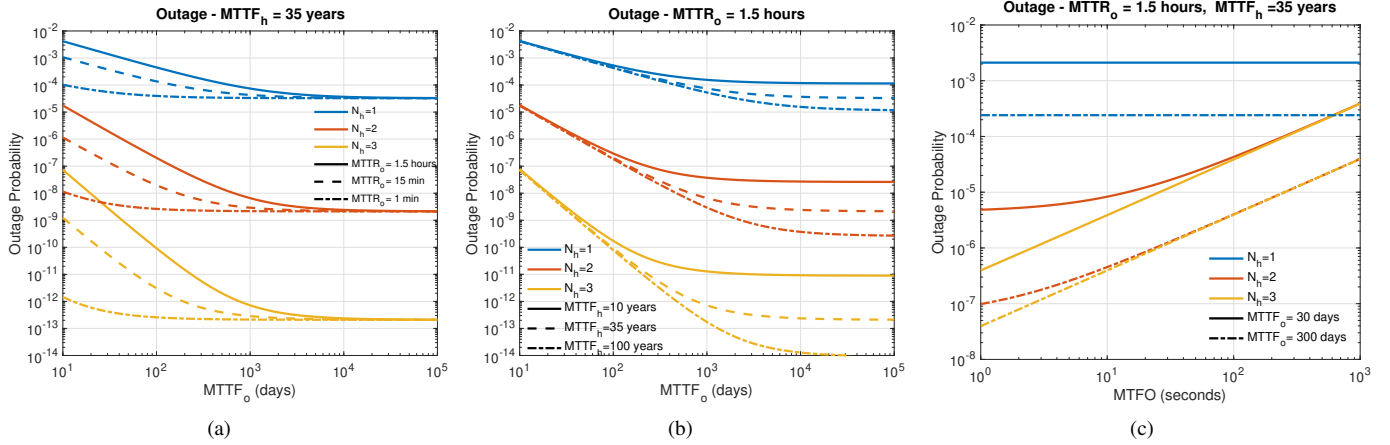 Outage - MTTF_h = 35 years
Outage Probability
10^-2
10^-3
10^-4
10^-5
10^-6
10^-7
10^-8
10^-9
10^-10
10^-11
10^-12
10^-13
10^-14
N_h=1
N_h=2
N_h=3
MTTR_o = 1.5 hours
MTTR_o = 15 min
MTTR_o = 1 min
10^1 10^2 10^3 10^4 10^5
MTTF_o (days)
(a)
Outage - MTTR_o = 1.5 hours
Outage Probability
10^-2
10^-3
10^-4
10^-5
10^-6
10^-7
10^-8
10^-9
10^-10
10^-11
10^-12
10^-13
10^-14
N_h=1
N_h=2
N_h=3
MTTF_h=10 years
MTTF_h=35 years
MTTF_h=100 years
10^1 10^2 10^3 10^4 10^5
MTTF_o (days)
(b)
Outage - MTTR_o = 1.5 hours, MTTF_h =35 years
Outage Probability
10^-2
10^-3
10^-4
10^-5
10^-6
10^-7
10^-8
N_h=1
N_h=2
N_h=3
MTTF_o= 30 days
MTTF_o= 300 days
10^0 10^1 10^2 10^3
MTFO (seconds)
(c)